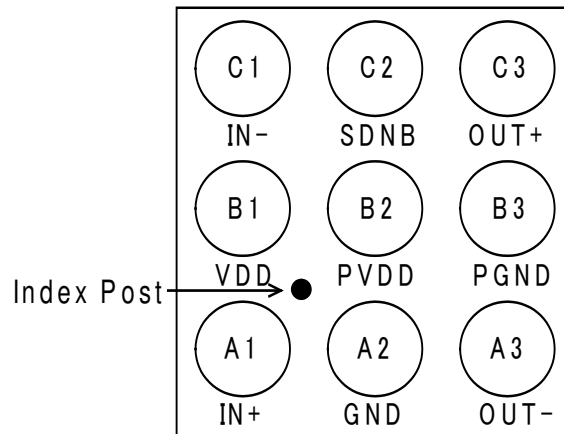 C1 C2 C3
IN- SDNB OUT+
B1 B2 B3
VDD PVDD PGND
Index Post
A1 A2 A3
IN+ GND OUT-